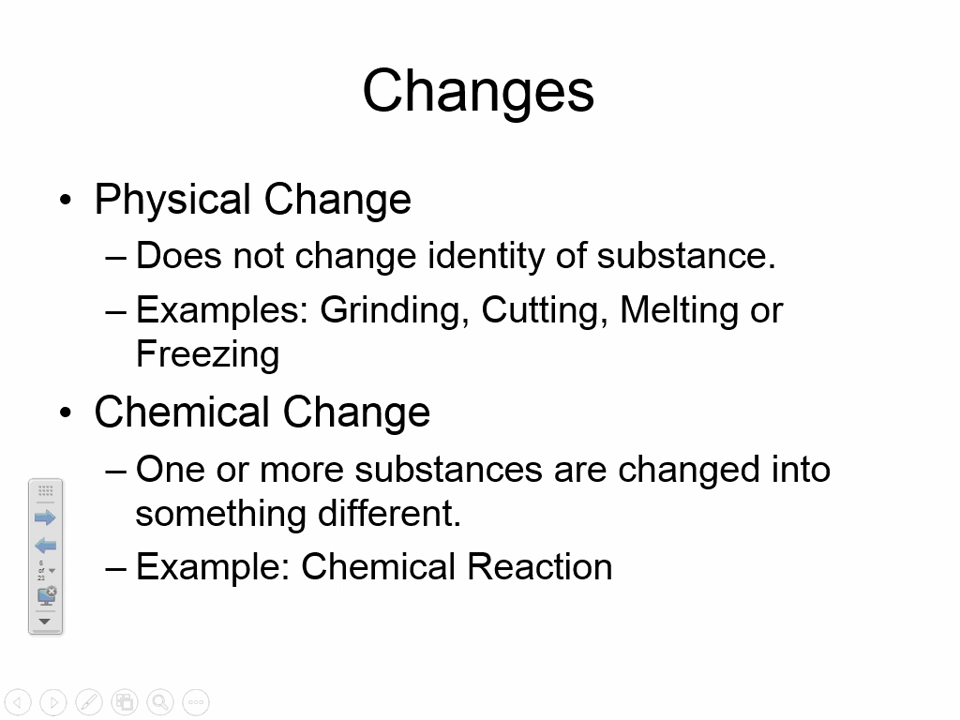 Changes
• Physical Change
– Does not change identity of substance.
– Examples: Grinding, Cutting, Melting or
Freezing
• Chemical Change
– One or more substances are changed into
something different.
– Example: Chemical Reaction
of